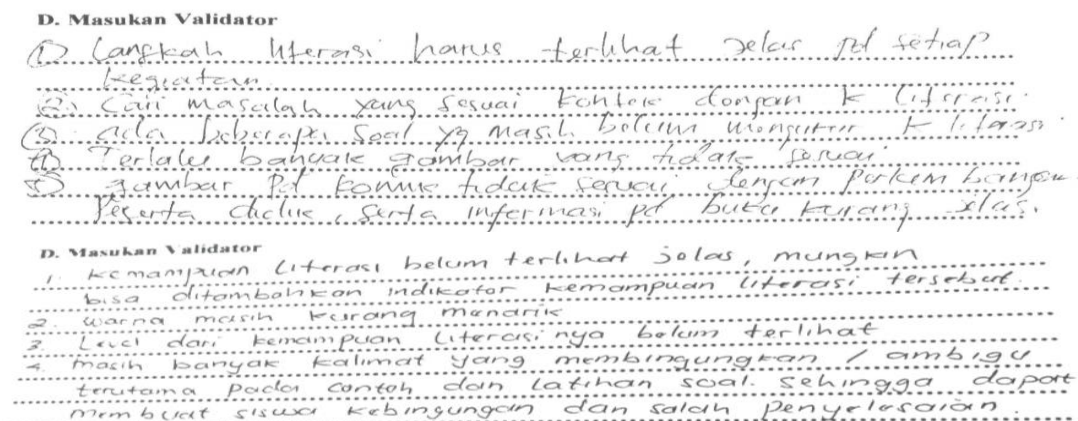 D. Masukan Validator
① Langkah literasi harus terlihat jelas pd setiap
kegiatan.
② Cari masalah yang sesuai konteks dengan k literasi.
③ ada beberapa soal yg masih belum mengukur k literasi
④ Terlalu banyak gambar yang tidak sesuai
⑤ gambar pd komik tidak sesuai dengan perkembangan
peserta didik, serta informasi pd buku kurang jelas.
D. Masukan Validator
1. kemampuan literasi belum terlihat jelas, mungkin
bisa ditambahkan indikator kemampuan literasi tersebut.
2. warna masih kurang menarik
3. Level dari kemampuan literasinya belum terlihat
4. masih banyak kalimat yang membingungkan / ambigu
terutama pada contoh dan latihan soal. sehingga dapat
membuat siswa kebingungan dan salah penyelesaian.